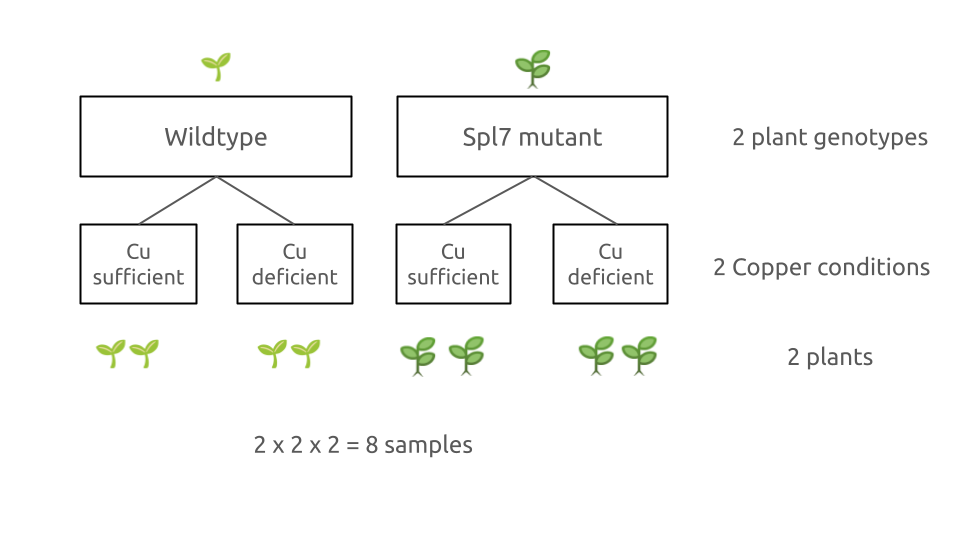 Wildtype
Spl7 mutant
2 plant genotypes
Cu
sufficient
Cu
deficient
Cu
sufficient
Cu
deficient
2 Copper conditions
2 plants
2 x 2 x 2 = 8 samples